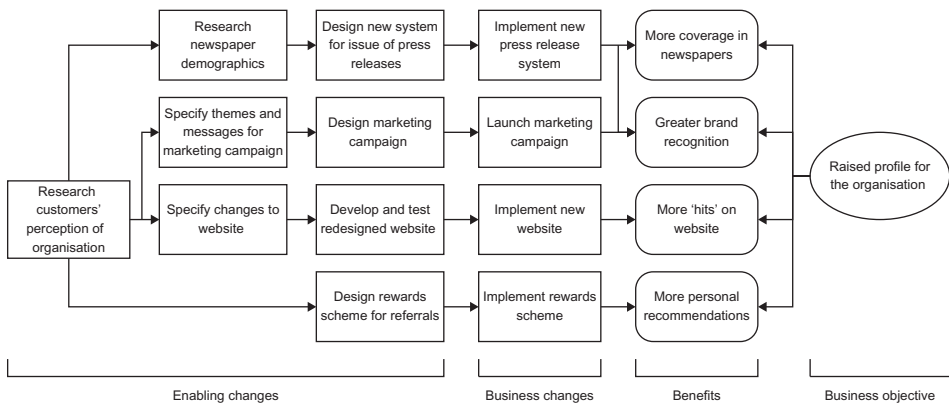 Research
newspaper
demographics
Design new system
for issue of press
releases
Implement new
press release
system
More coverage in
newspapers
Specify themes and
messages for
marketing campaign
Design marketing
campaign
Launch marketing
campaign
Greater brand
recognition
Raised profile for
the organisation
Research
customers’
perception of
organisation
Specify changes to
website
Develop and test
redesigned website
Implement new
website
More ‘hits’ on
website
Design rewards
scheme for referrals
Implement rewards
scheme
More personal
recommendations
Enabling changes
Business changes
Benefits
Business objective